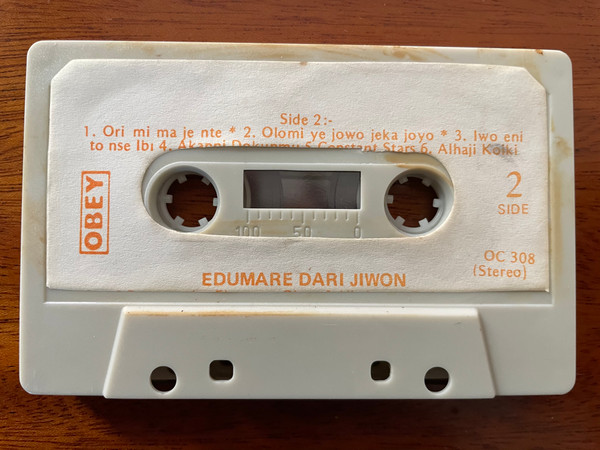 Side 2:-
1. Ori mi ma je nte * 2. Olomi ye jowo jeka joyo * 3. Iwo eni
to nse Ibi 4. Akanni Dokunmu 5 Constant Stars 6. Alhaji Kolki
OBEY
2
SIDE
100 50 0
OC 308
(Stereo)
EDUMARE DARI JIWON